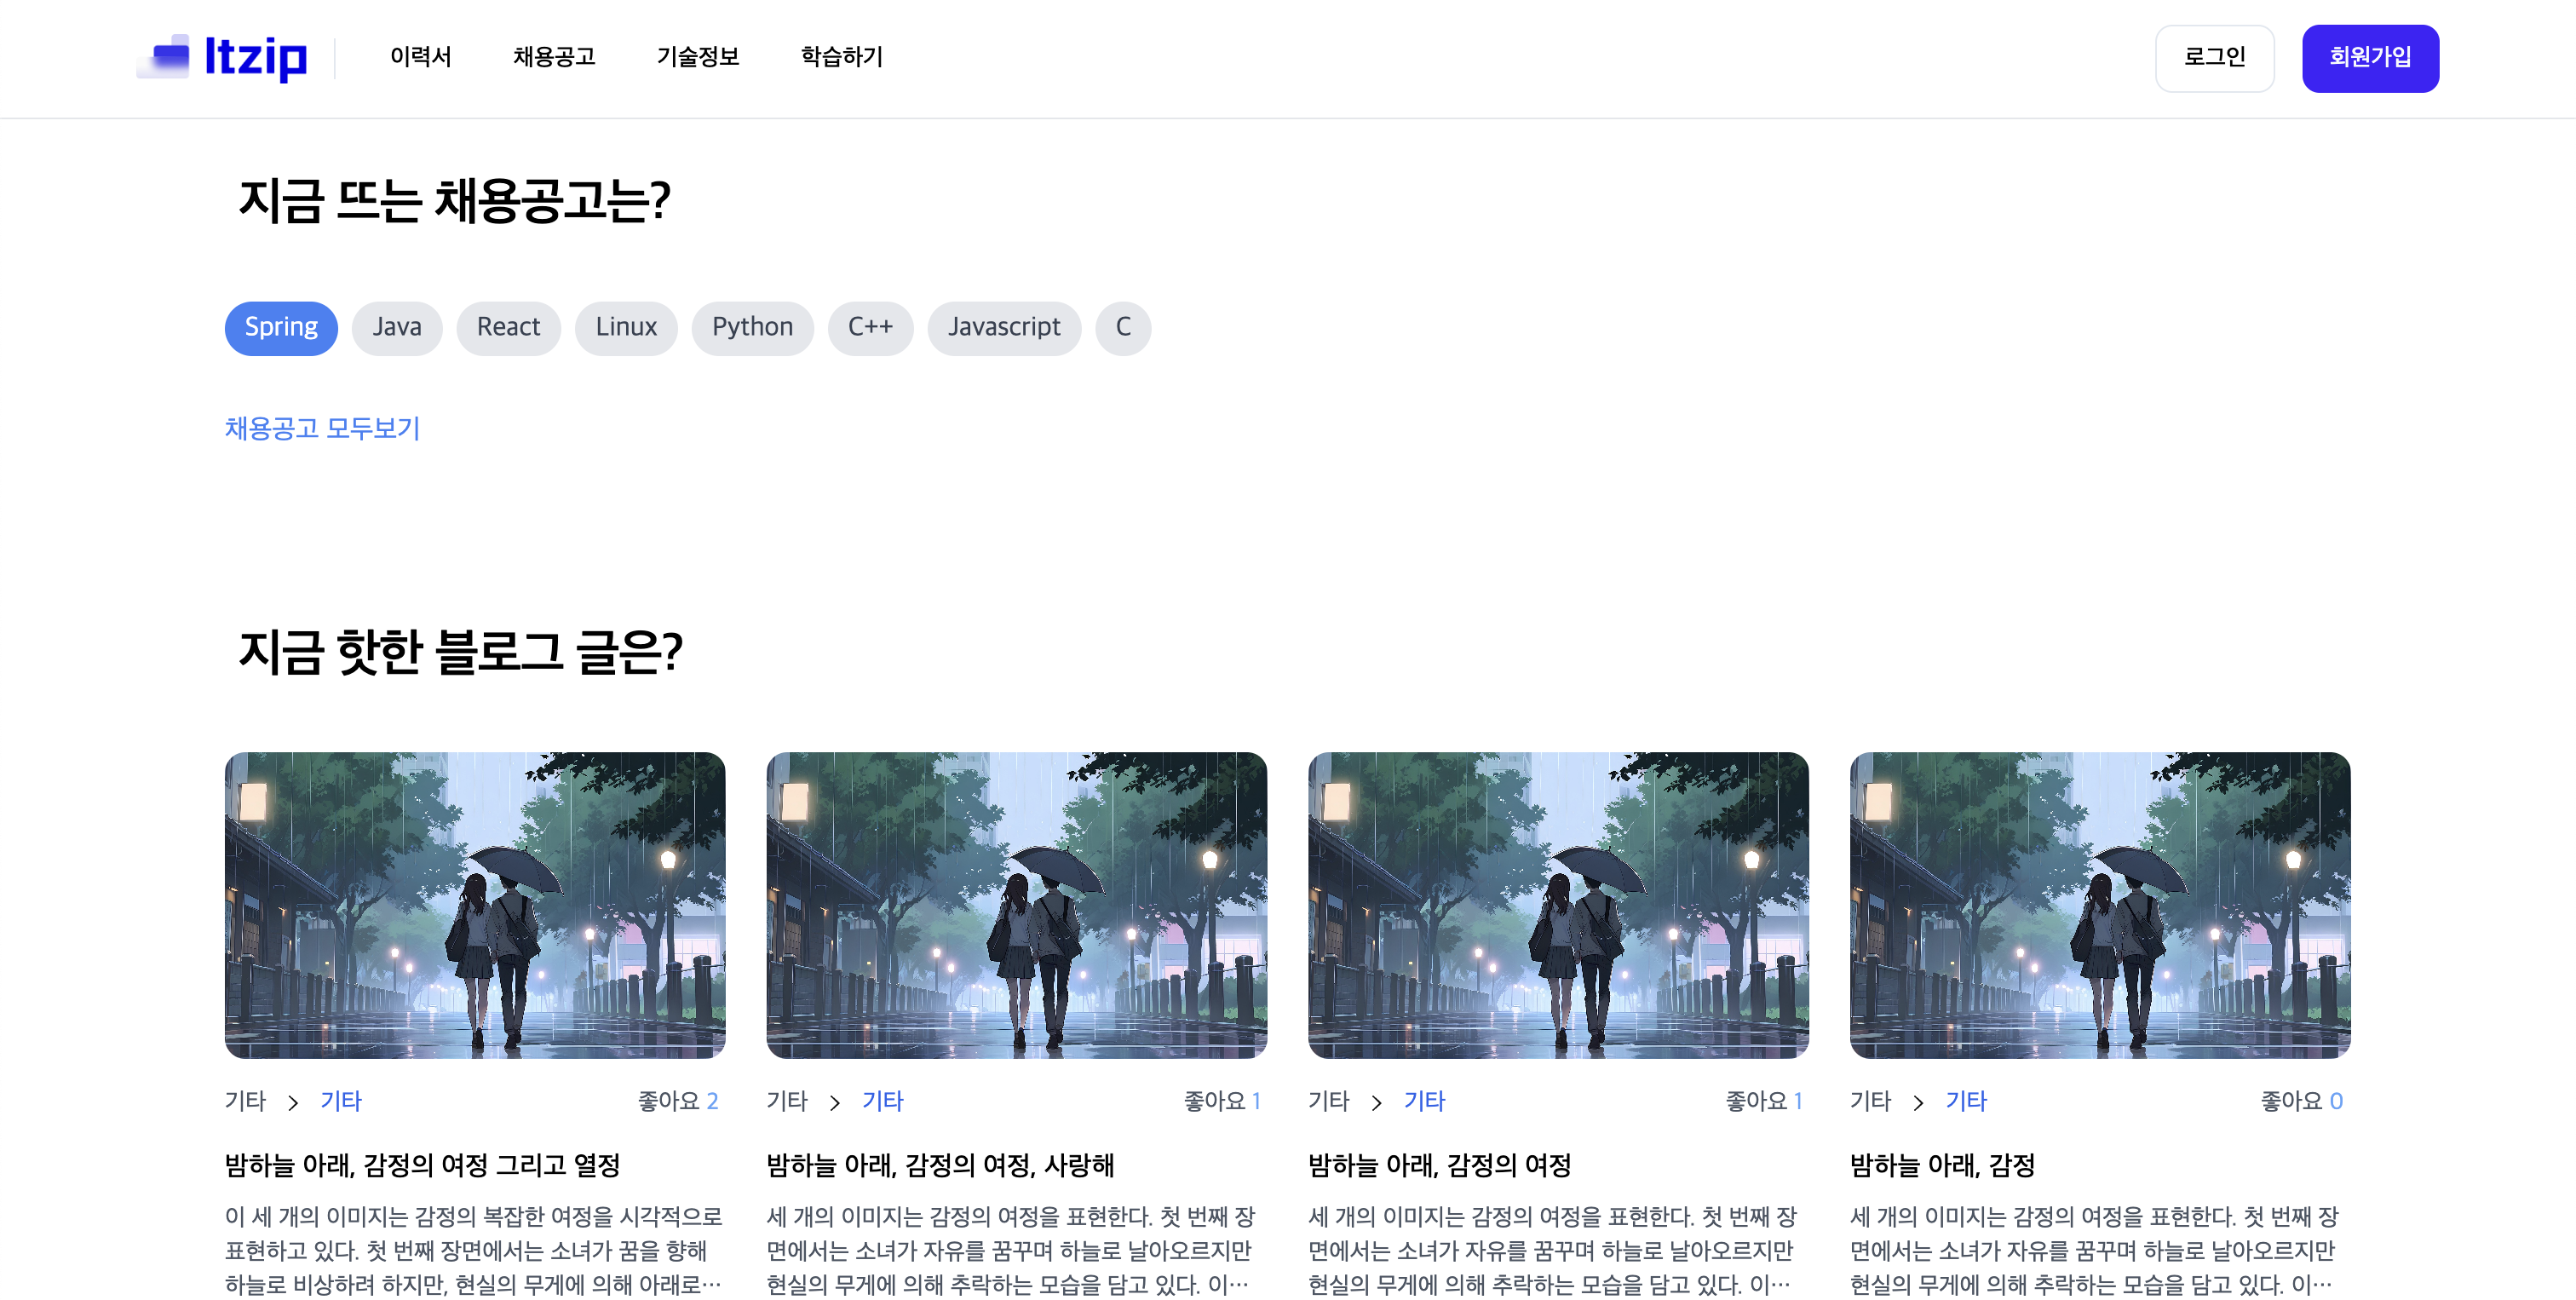 Itzip 이력서 채용공고 기술정보 학습하기 로그인 회원가입
지금 뜨는 채용공고는?
Spring Java React Linux Python C++ Javascript C
채용공고 모두보기
지금 핫한 블로그 글은?
기타 > 기타 좋아요 2
밤하늘 아래, 감정의 여정 그리고 열정
이 세 개의 이미지는 감정의 복잡한 여정을 시각적으로
표현하고 있다. 첫 번째 장면에서는 소녀가 꿈을 향해
하늘로 비상하려 하지만, 현실의 무게에 의해 아래로…
기타 > 기타 좋아요 1
밤하늘 아래, 감정의 여정, 사랑해
세 개의 이미지는 감정의 여정을 표현한다. 첫 번째 장
면에서는 소녀가 자유를 꿈꾸며 하늘로 날아오르지만
현실의 무게에 의해 추락하는 모습을 담고 있다. 이…
기타 > 기타 좋아요 1
밤하늘 아래, 감정의 여정
세 개의 이미지는 감정의 여정을 표현한다. 첫 번째 장
면에서는 소녀가 자유를 꿈꾸며 하늘로 날아오르지만
현실의 무게에 의해 추락하는 모습을 담고 있다. 이…
기타 > 기타 좋아요 0
밤하늘 아래, 감정
세 개의 이미지는 감정의 여정을 표현한다. 첫 번째 장
면에서는 소녀가 자유를 꿈꾸며 하늘로 날아오르지만
현실의 무게에 의해 추락하는 모습을 담고 있다. 이…